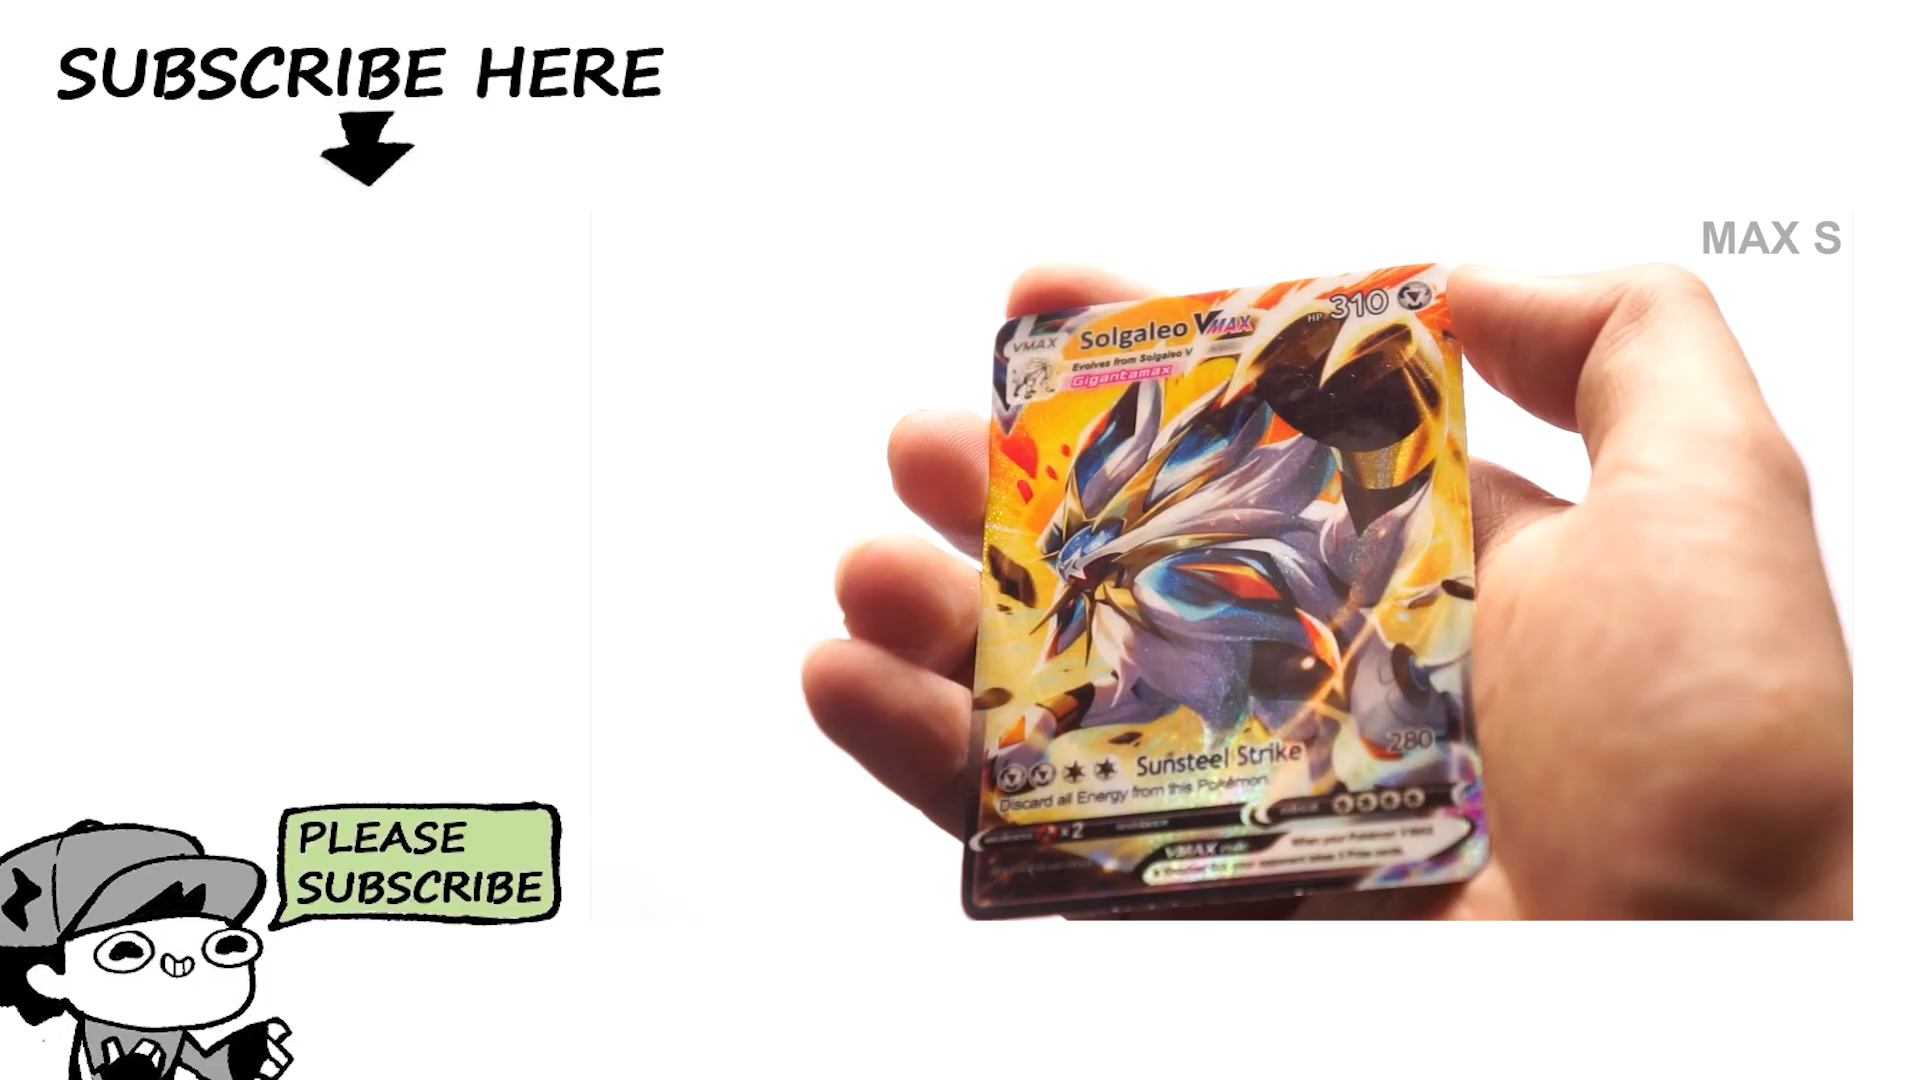 SUBSCRIBE HERE
MAX S
VMAX
Solgaleo VMAX
HP 310
Evolves from Solgaleo V
Gigantamax
Sunsteel Strike
280
Discard all Energy from this Pokémon.
x2
VMAX rule
PLEASE
SUBSCRIBE